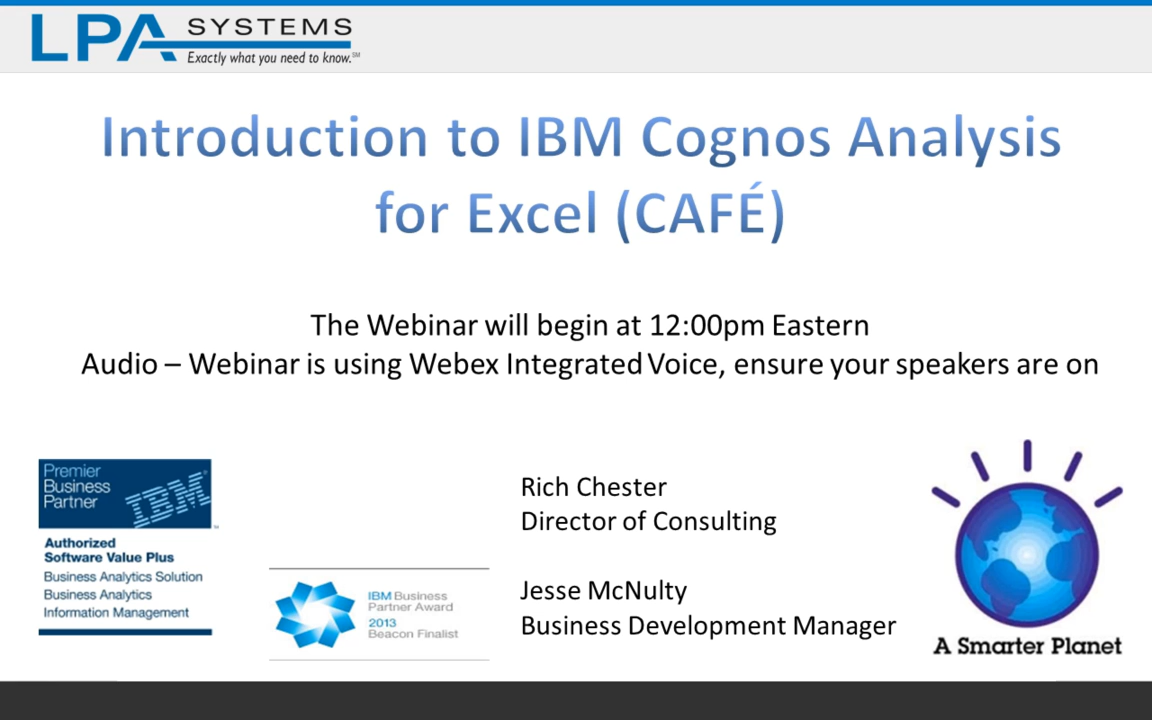 LPA SYSTEMS
Exactly what you need to know.℠
Introduction to IBM Cognos Analysis
for Excel (CAFÉ)
The Webinar will begin at 12:00pm Eastern
Audio – Webinar is using Webex Integrated Voice, ensure your speakers are on
Premier
Business
Partner
IBM®
Authorized
Software Value Plus
Business Analytics Solution
Business Analytics
Information Management
IBM Business
Partner Award
2013
Beacon Finalist
Rich Chester
Director of Consulting
Jesse McNulty
Business Development Manager
A Smarter Planet